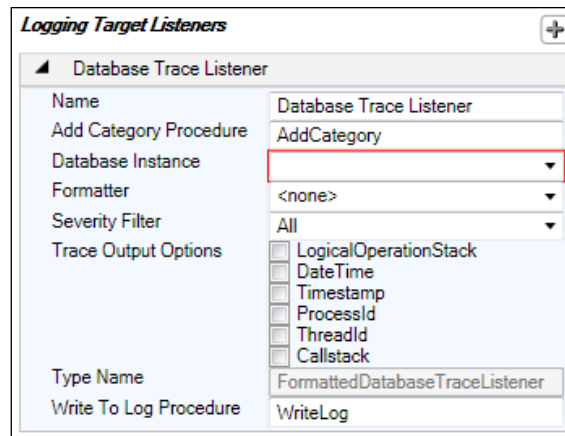 Logging Target Listeners
Database Trace Listener
Name Database Trace Listener
Add Category Procedure AddCategory
Database Instance
Formatter <none>
Severity Filter All
Trace Output Options LogicalOperationStack
DateTime
Timestamp
ProcessId
ThreadId
Callstack
Type Name FormattedDatabaseTraceListener
Write To Log Procedure WriteLog